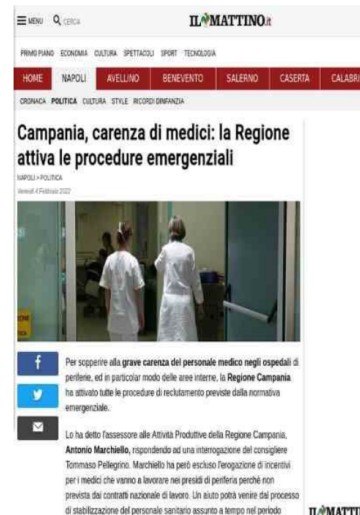 MENU CERCA IL MATTINO.it
PRIMO PIANO ECONOMIA CULTURA SPETTACOLI SPORT TECNOLOGIA
HOME NAPOLI AVELLINO BENEVENTO SALERNO CASERTA CALABRI
CRONACA POLITICA CULTURA STYLE RICORDI D'INFANZIA
Campania, carenza di medici: la Regione
attiva le procedure emergenziali
NAPOLI > POLITICA
Venerdì 4 Febbraio 2022
Per sopperire alla grave carenza del personale medico negli ospedali di
periferie, ed in particolar modo delle aree interne, la Regione Campania
ha attivato tutte le procedure di reclutamento previste dalla normativa
emergenziale.
Lo ha detto l'assessore alle Attività Produttive della Regione Campania,
Antonio Marchiello, rispondendo ad una interrogazione del consigliere
Tommaso Pellegrino. Marchiello ha però escluso l'erogazione di incentivi
per i medici che vanno a lavorare nei presidi di periferia perchè non
prevista dai contratti nazionale di lavoro. Un aiuto potrà venire dal processo
di stabilizzazione del personale sanitario assunto a tempo nel periodo
IL MATTI